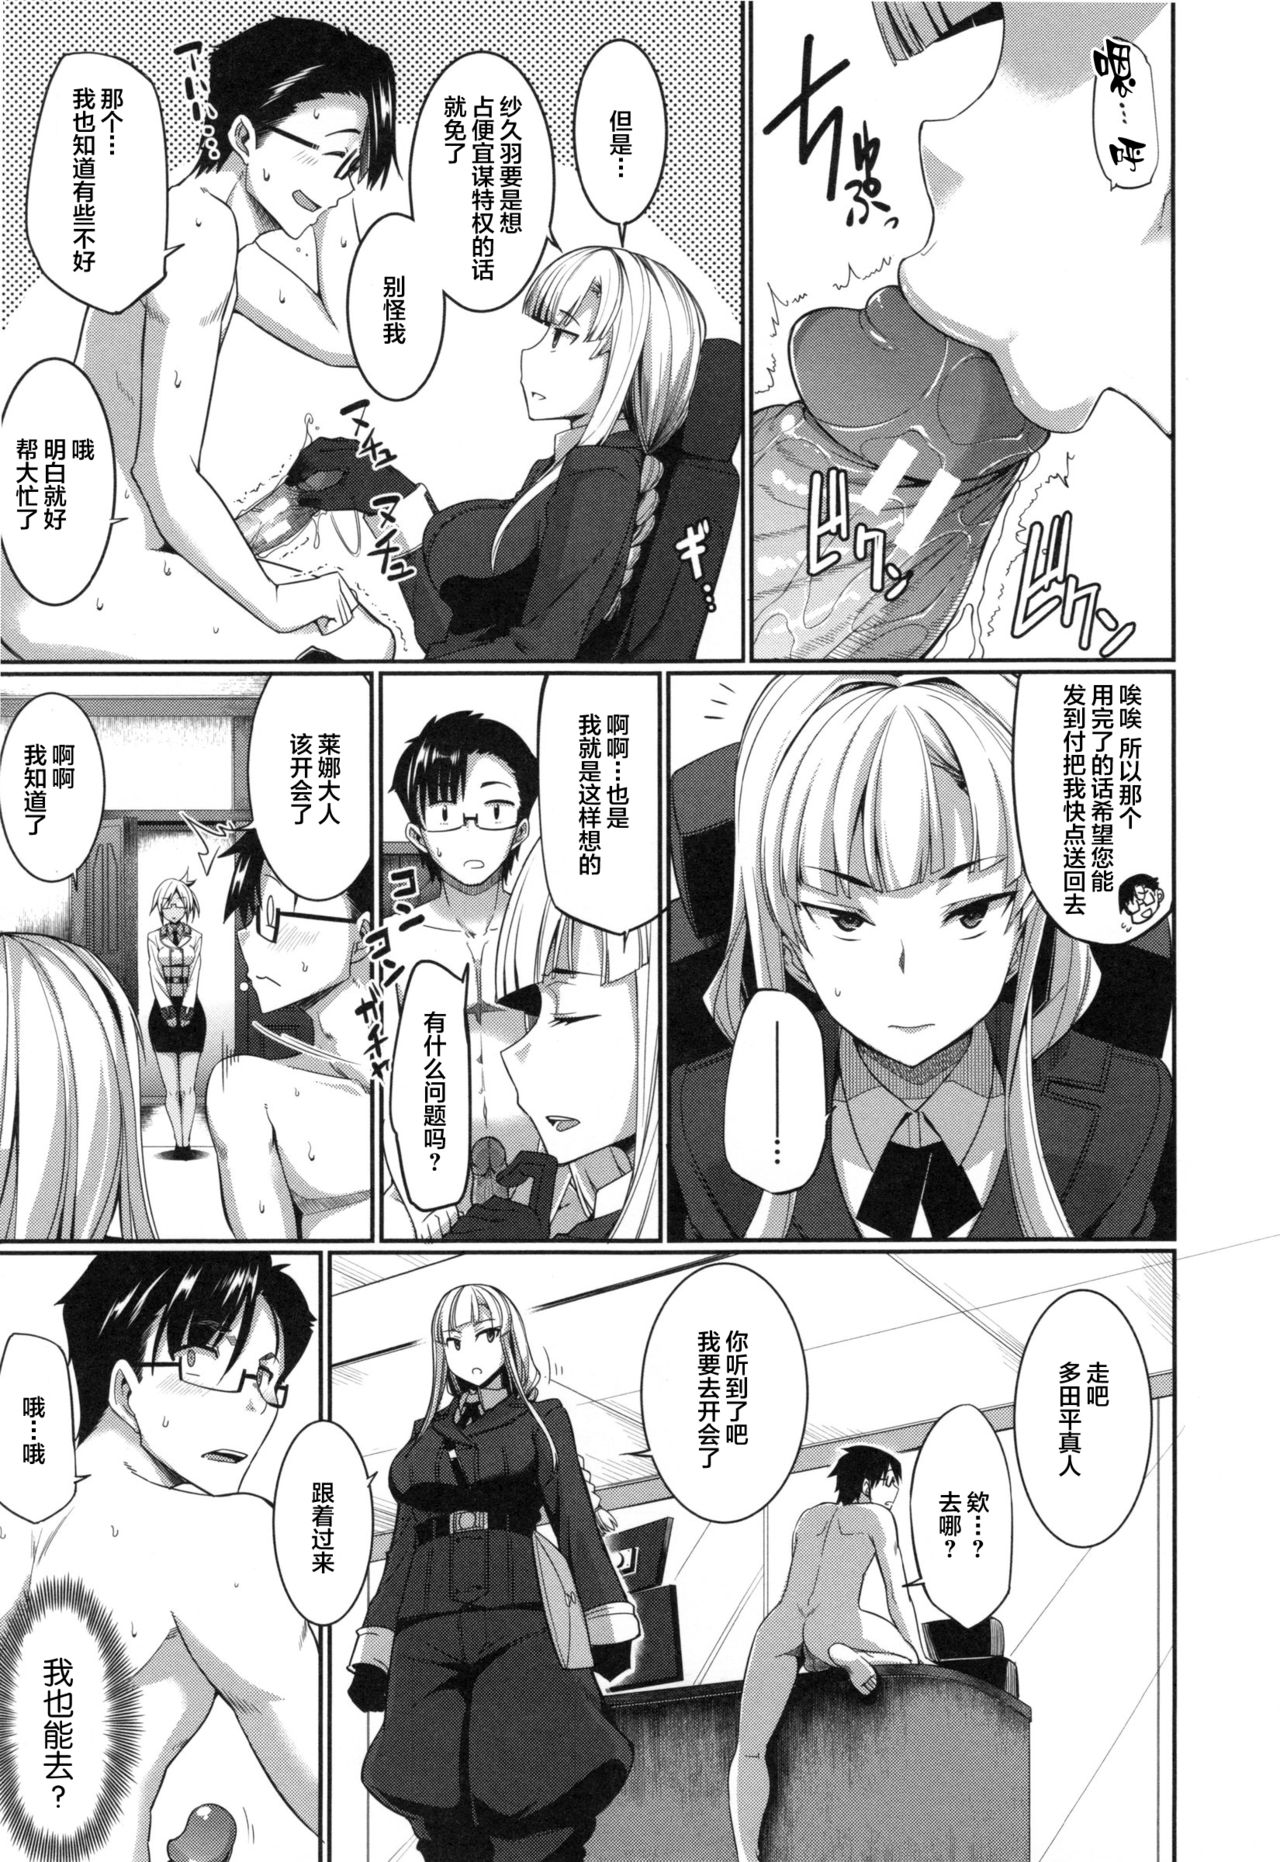 嗯…
ちゅぷっ
ビクン
ビクン
但是…
纱久羽要是想
占便宜谋特权的话
就免了
别怪我
アハハ…
那个…
我也知道有些不好
哦
明白就好
帮大忙了
ヌチュ
ヌチュ
ギ…
唉唉 所以那个
用完了的话希望您能
发到付把我快点送回去
………
啊啊…也是
我就是这样想的
有什么问题吗?
コンコン
ガチャ
莱娜大人
该开会了
啊啊
我知道了
走吧
多田平真人
欸…?
去哪?
你听到了吧
我要去开会了
跟着过来
哦…哦
我也能去?